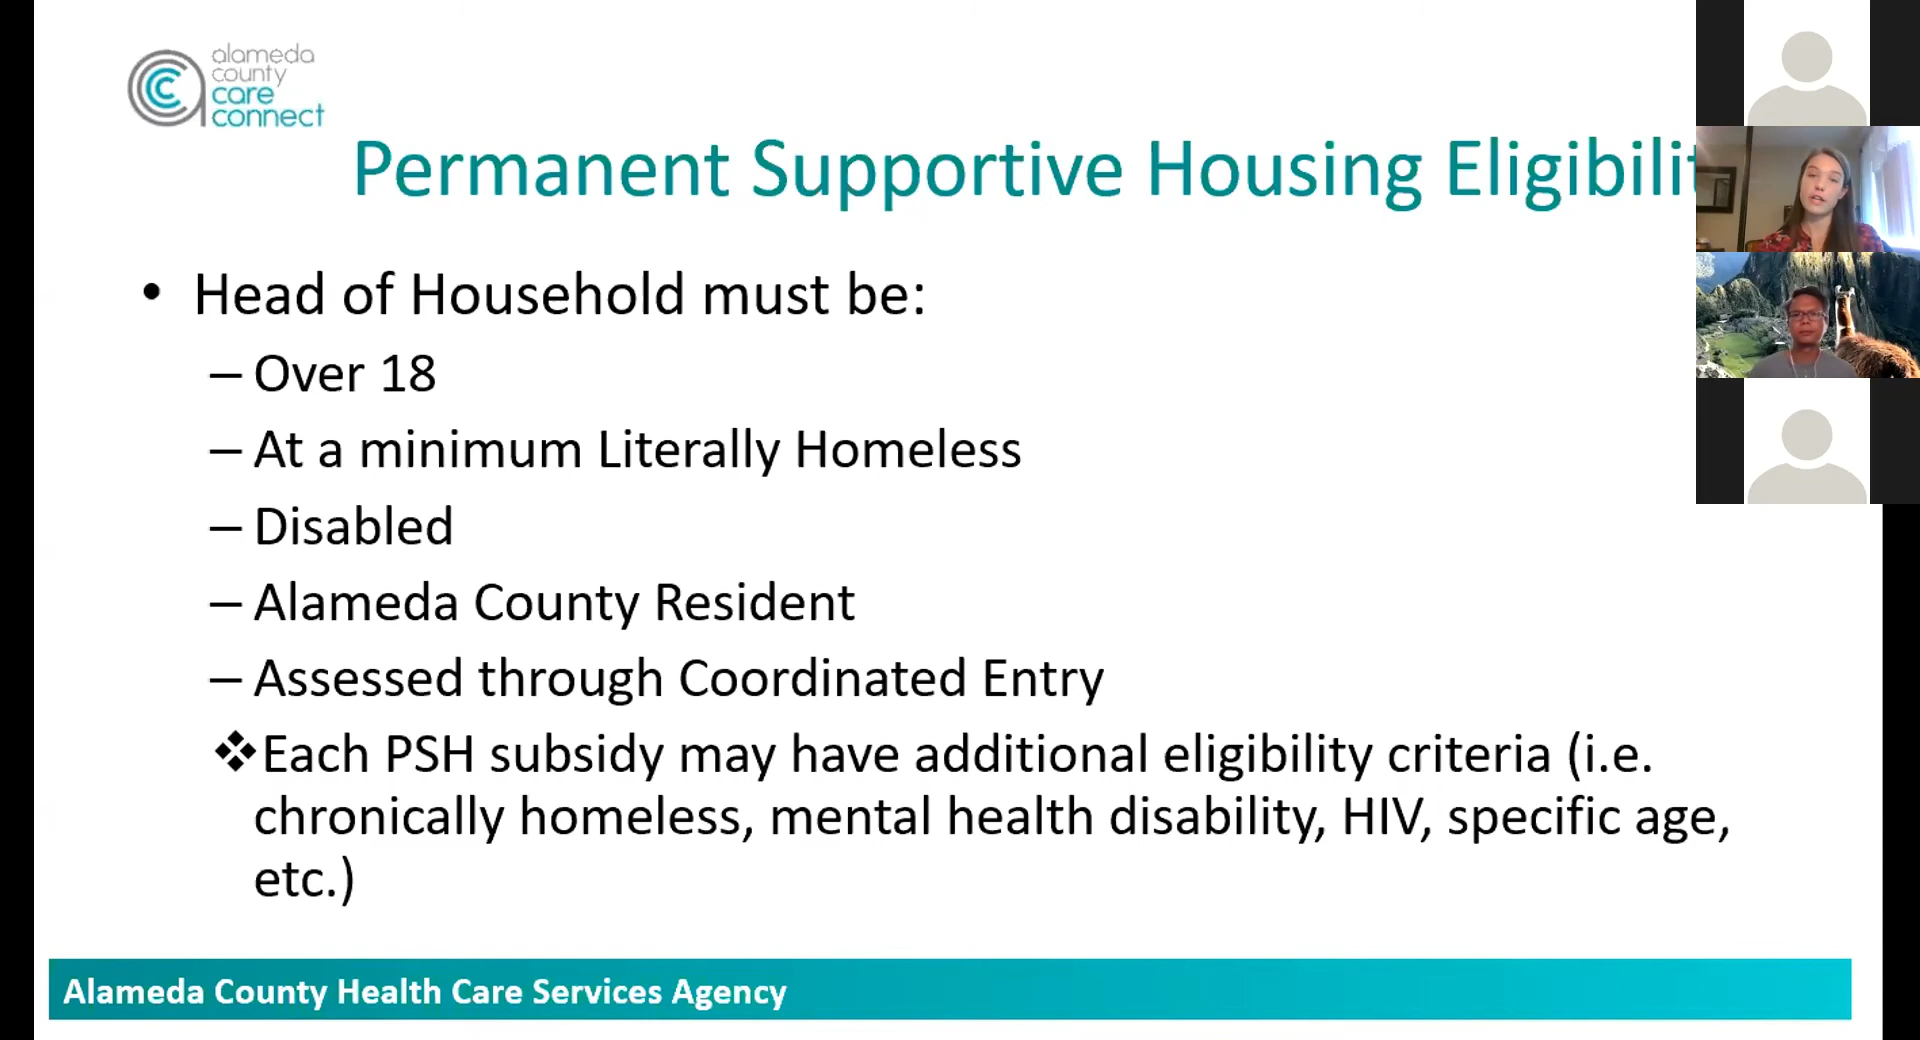 alameda
county
care
connect
Permanent Supportive Housing Eligibilit
• Head of Household must be:
– Over 18
– At a minimum Literally Homeless
– Disabled
– Alameda County Resident
– Assessed through Coordinated Entry
❖Each PSH subsidy may have additional eligibility criteria (i.e.
chronically homeless, mental health disability, HIV, specific age,
etc.)
Alameda County Health Care Services Agency